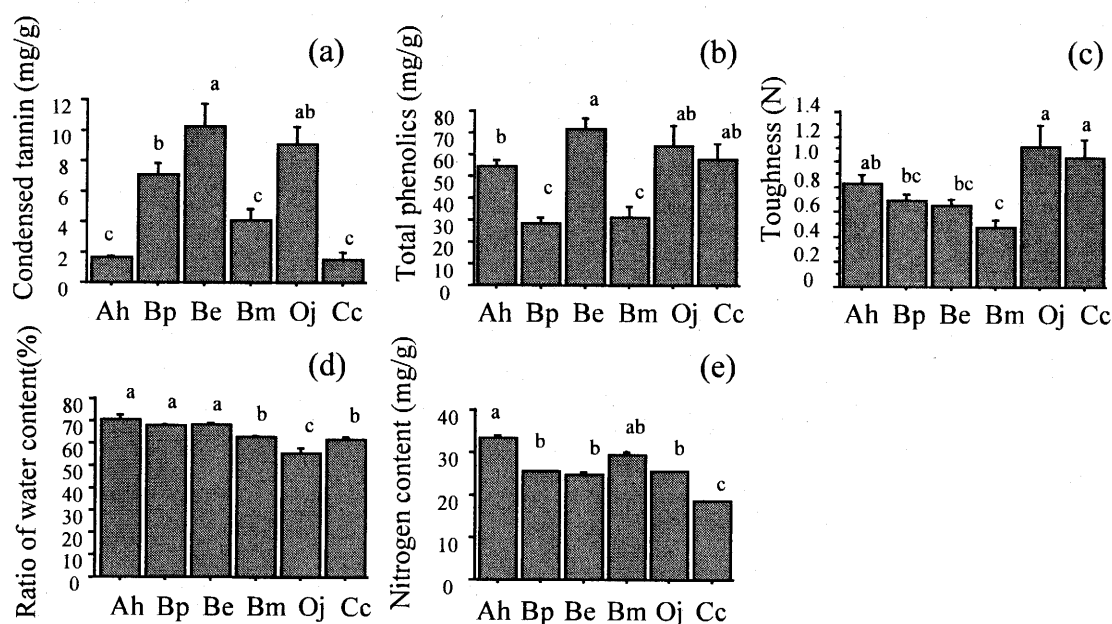 (a)
Condensed tannin (mg/g)
12
10
8
6
4
2
0
c
b
a
c
ab
c
Ah Bp Be Bm Oj Cc
(b)
Total phenolics (mg/g)
80
70
60
50
40
30
20
10
0
b
c
a
c
ab
ab
Ah Bp Be Bm Oj Cc
(c)
Toughness (N)
1.4
1.2
1.0
0.8
0.6
0.4
0.2
0
ab
bc
bc
c
a
a
Ah Bp Be Bm Oj Cc
(d)
Ratio of water content(%)
80
70
60
50
40
30
20
10
0
a
a
a
b
c
b
Ah Bp Be Bm Oj Cc
(e)
Nitrogen content (mg/g)
40
30
20
10
0
a
b
b
ab
b
c
Ah Bp Be Bm Oj Cc